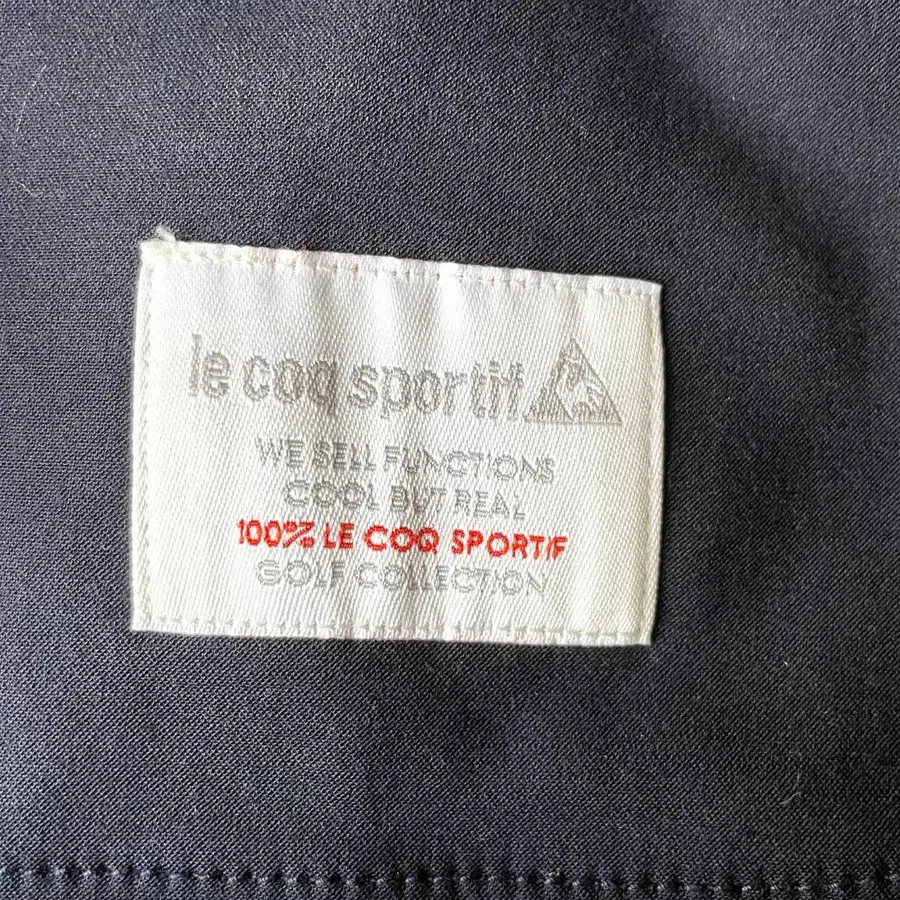 le coq sportif
WE SELL FUNCTIONS
COOL BUT REAL
100% LE COQ SPORTIF
GOLF COLLECTION